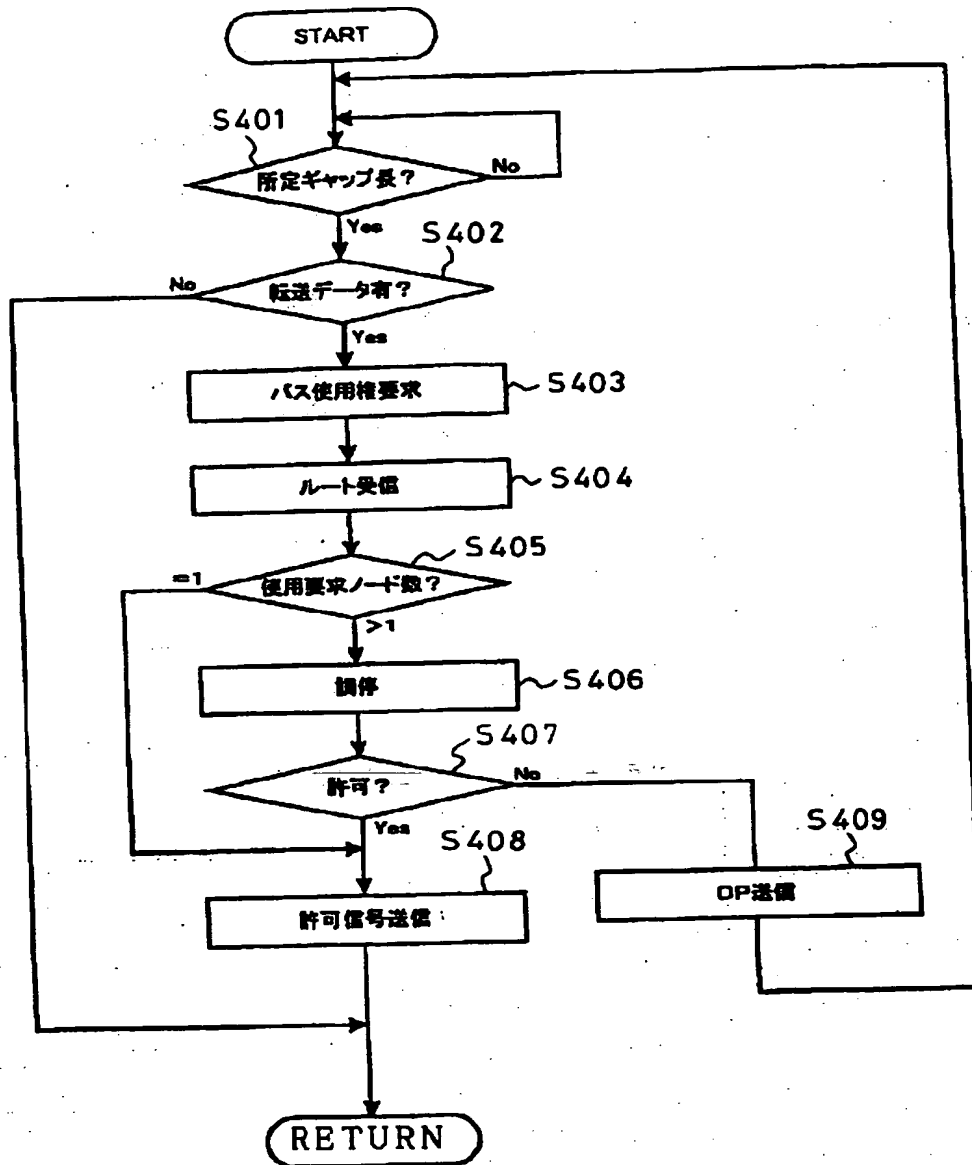 START
S401
所定ギャップ長?
No
Yes
S402
転送データ有?
No
Yes
バス使用権要求
S403
ルート受信
S404
S405
使用要求ノード数?
=1
>1
調停
S406
S407
許可?
No
Yes
S408
許可信号送信
S409
DP送信
RETURN